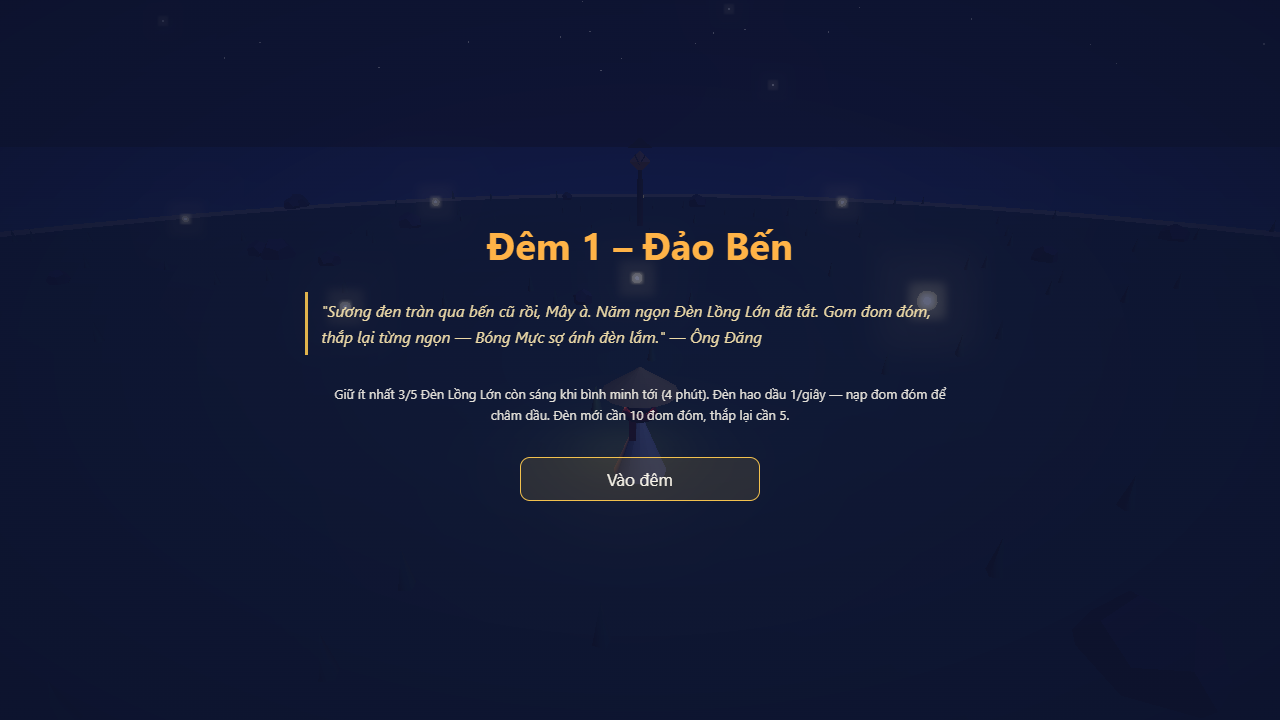 Đêm 1 – Đảo Bến
"Sương đen tràn qua bến cũ rồi, Mây à. Năm ngọn Đèn Lồng Lớn đã tắt. Gom đom đóm,
thắp lại từng ngọn — Bóng Mực sợ ánh đèn lắm." — Ông Đăng
Giữ ít nhất 3/5 Đèn Lồng Lớn còn sáng khi bình minh tới (4 phút). Đèn hao dầu 1/giây — nạp đom đóm để
châm dầu. Đèn mới cần 10 đom đóm, thắp lại cần 5.
Vào đêm